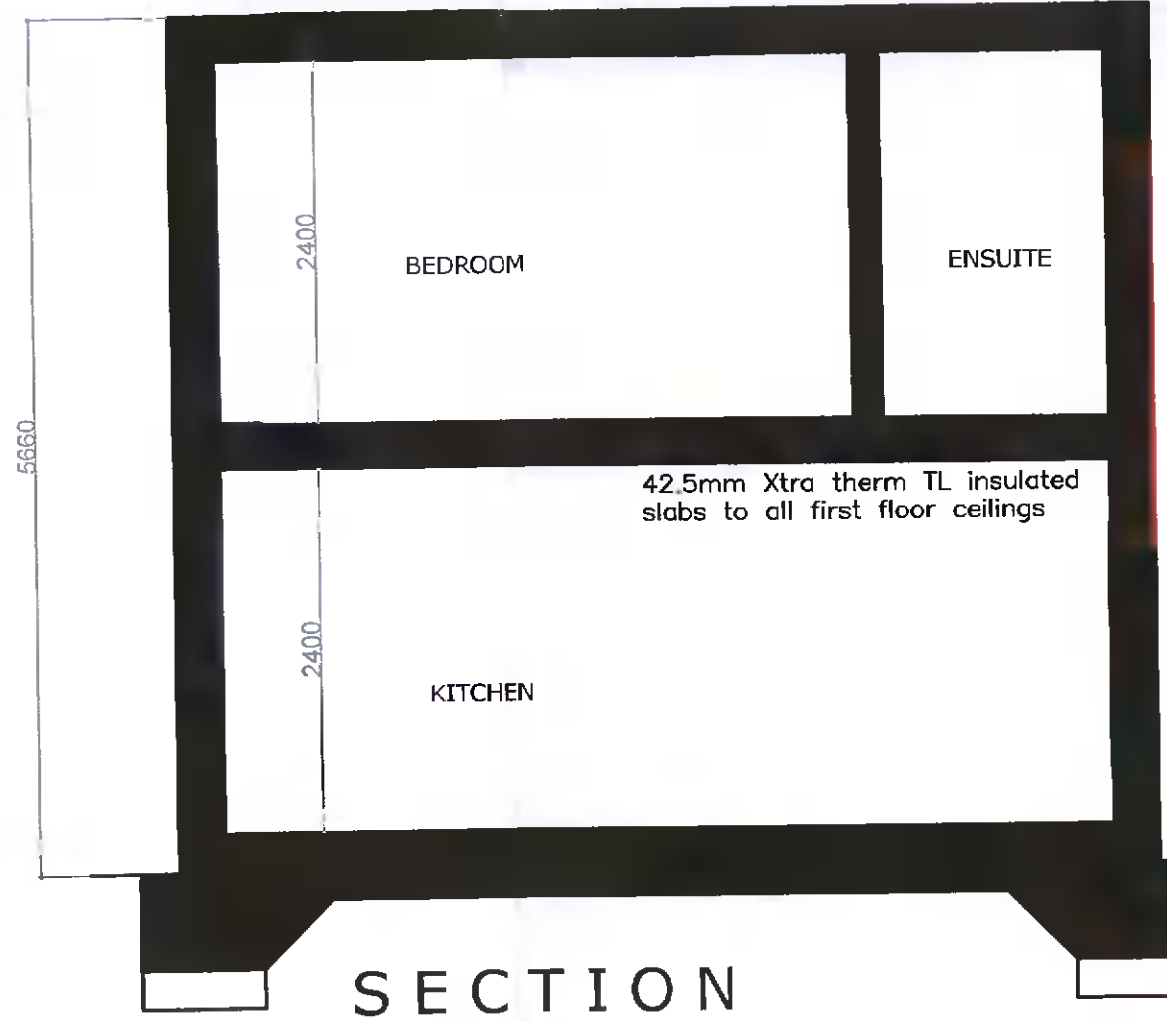 2400
BEDROOM
ENSUITE
5660
42.5mm Xtra therm TL insulated
slabs to all first floor ceilings
2400
KITCHEN
SECTION